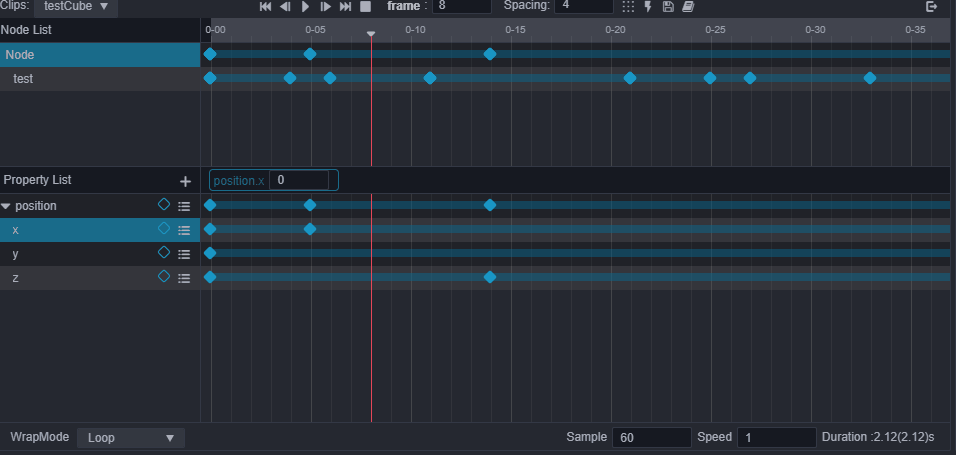 Clips: testCube frame : 8 Spacing: 4
Node List 0-00 0-05 0-10 0-15 0-20 0-25 0-30 0-35
Node
test
Property List position.x 0
position
x
y
z
WrapMode Loop Sample 60 Speed 1 Duration :2.12(2.12)s